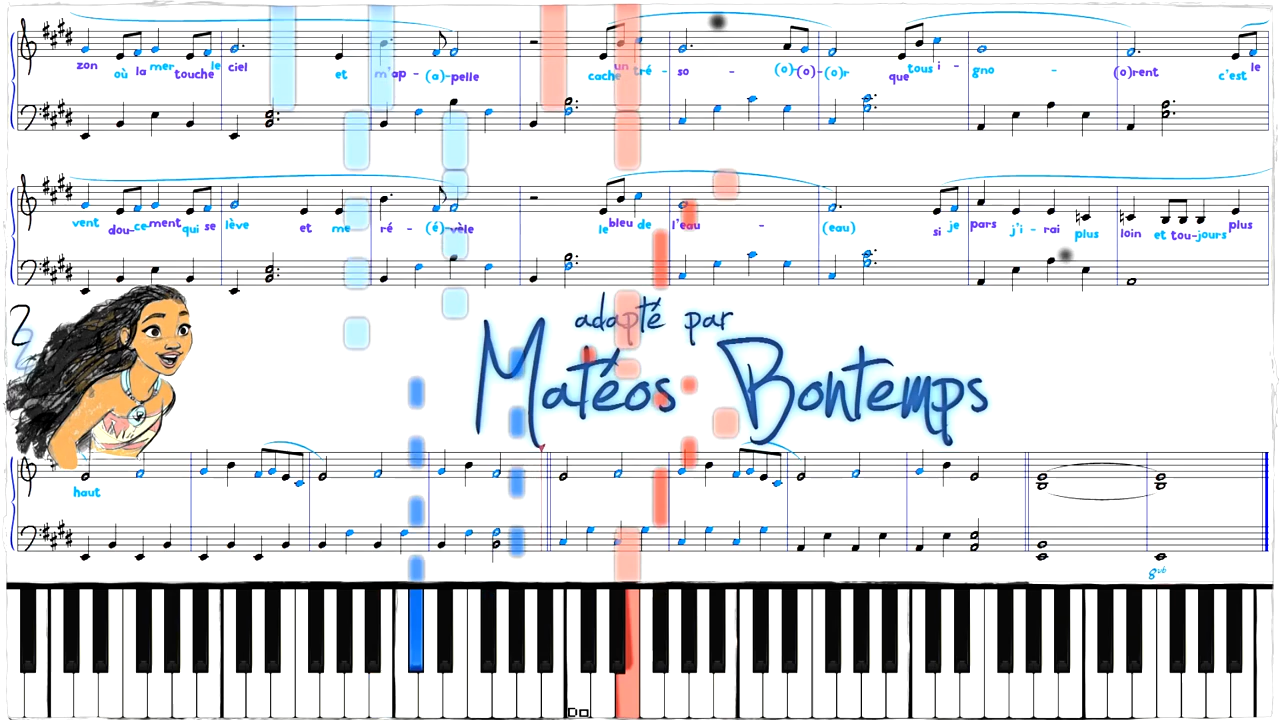 zon où la mer touche le ciel et m'ap - (a)-pelle cache un tré - so - (o)-(o)-(o)r que tous i - gno - (o)rent c'est le
vent dou-ce-ment qui se lève et me ré - (é)-vèle le bleu de l'eau - (eau) si je pars j'i - rai plus loin et tou-jours plus
2
adapté par
Matéos Bontemps
haut
8vb
Do